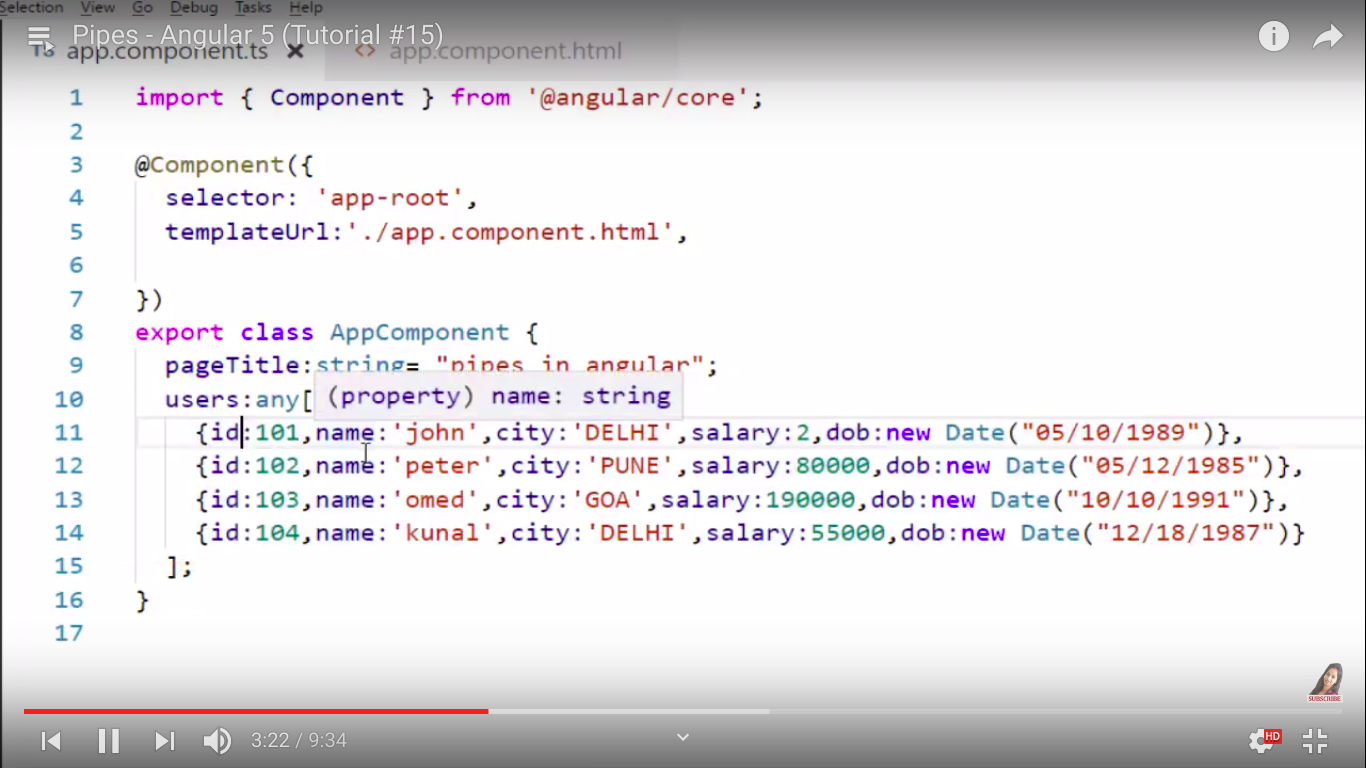 Selection View Go Debug Tasks Help
Pipes - Angular 5 (Tutorial #15)
TS app.component.ts × <> app.component.html
1 import { Component } from '@angular/core';
2
3 @Component({
4 selector: 'app-root',
5 templateUrl:'./app.component.html',
6
7 })
8 export class AppComponent {
9 pageTitle:string= "pipes in angular";
10 users:any[
(property) name: string
11 {id:101,name:'john',city:'DELHI',salary:2,dob:new Date("05/10/1989")},
12 {id:102,name:'peter',city:'PUNE',salary:80000,dob:new Date("05/12/1985")},
13 {id:103,name:'omed',city:'GOA',salary:190000,dob:new Date("10/10/1991")},
14 {id:104,name:'kunal',city:'DELHI',salary:55000,dob:new Date("12/18/1987")}
15 ];
16 }
17
SUBSCRIBE
3:22 / 9:34
HD